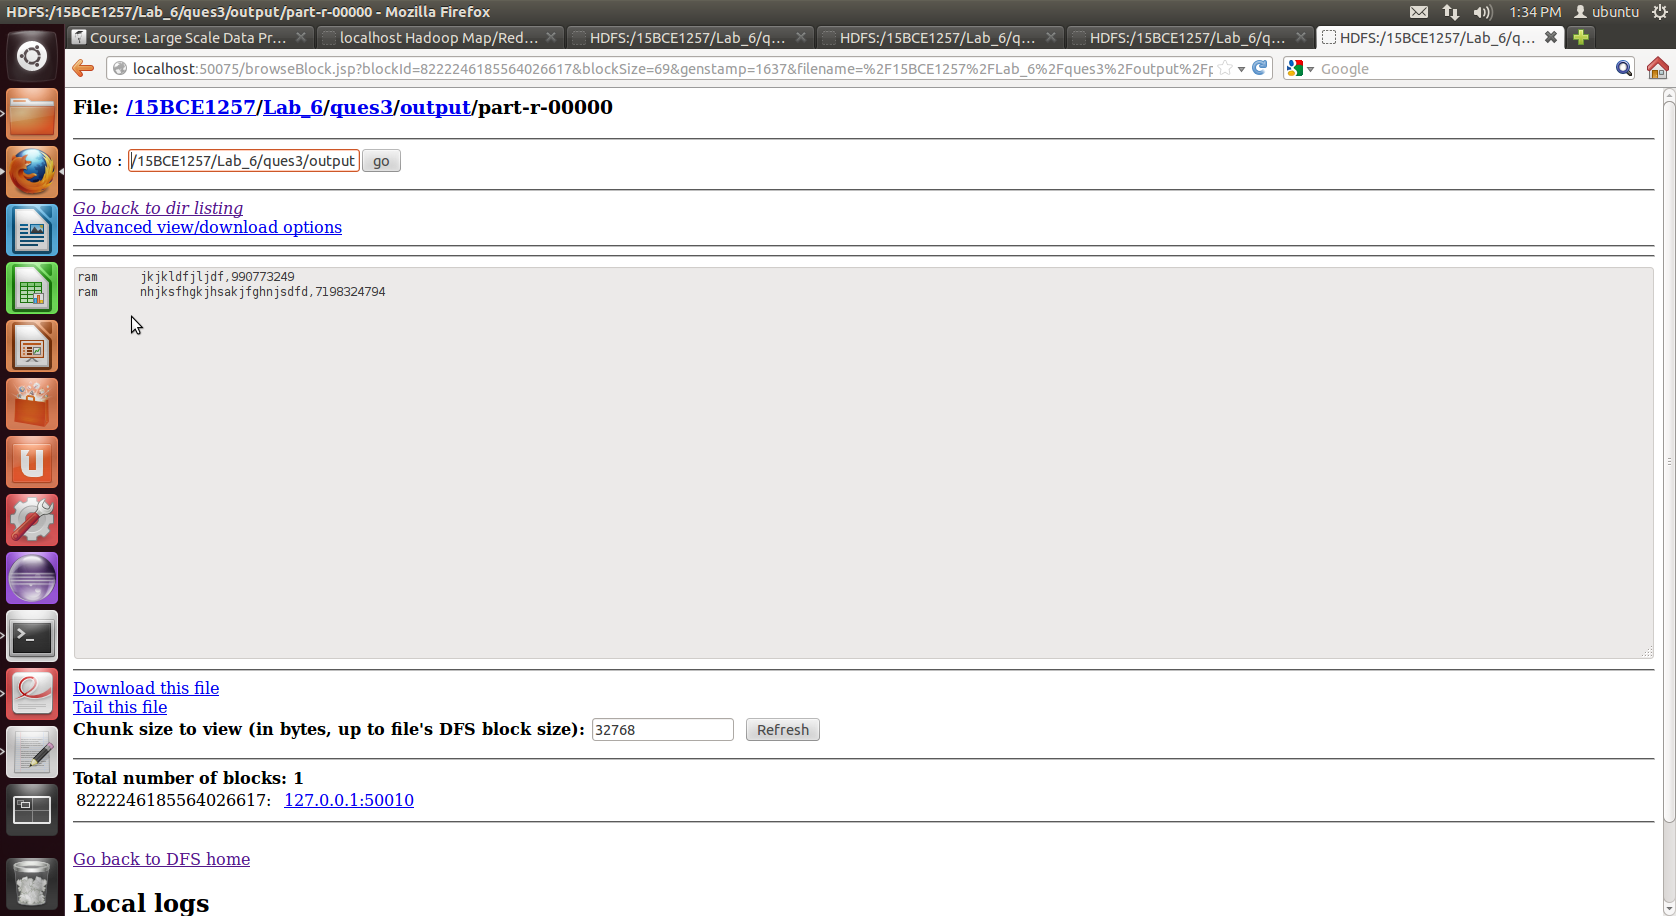 HDFS:/15BCE1257/Lab_6/ques3/output/part-r-00000 - Mozilla Firefox
1:34 PM ubuntu
Course: Large Scale Data Pr...
localhost Hadoop Map/Red...
HDFS:/15BCE1257/Lab_6/q...
HDFS:/15BCE1257/Lab_6/q...
HDFS:/15BCE1257/Lab_6/q...
HDFS:/15BCE1257/Lab_6/q...
localhost:50075/browseBlock.jsp?blockId=8222246185564026617&blockSize=69&genstamp=1637&filename=%2F15BCE1257%2FLab_6%2Fques3%2Foutput%2Fp
Google
File: /15BCE1257/Lab_6/ques3/output/part-r-00000
Goto : /15BCE1257/Lab_6/ques3/output go
Go back to dir listing
Advanced view/download options
ram jkjkldfjljdf,990773249
ram nhjksfhgkjhsakjfghnjsdfd,7198324794
Download this file
Tail this file
Chunk size to view (in bytes, up to file's DFS block size): 32768 Refresh
Total number of blocks: 1
8222246185564026617: 127.0.0.1:50010
Go back to DFS home
Local logs